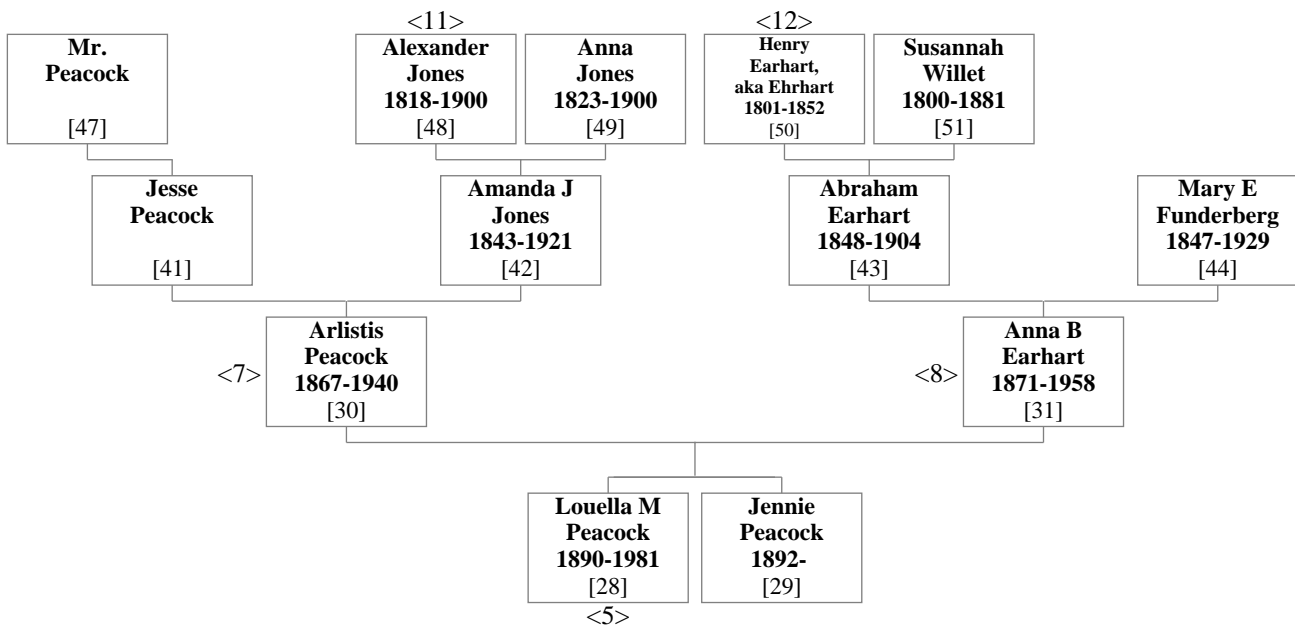 <11>
<12>
Mr.
Peacock
[47]
Alexander
Jones
1818-1900
[48]
Anna
Jones
1823-1900
[49]
Henry
Earhart,
aka Ehrhart
1801-1852
[50]
Susannah
Willet
1800-1881
[51]
Jesse
Peacock
[41]
Amanda J
Jones
1843-1921
[42]
Abraham
Earhart
1848-1904
[43]
Mary E
Funderberg
1847-1929
[44]
<7>
Arlistis
Peacock
1867-1940
[30]
<8>
Anna B
Earhart
1871-1958
[31]
Louella M
Peacock
1890-1981
[28]
<5>
Jennie
Peacock
1892-
[29]